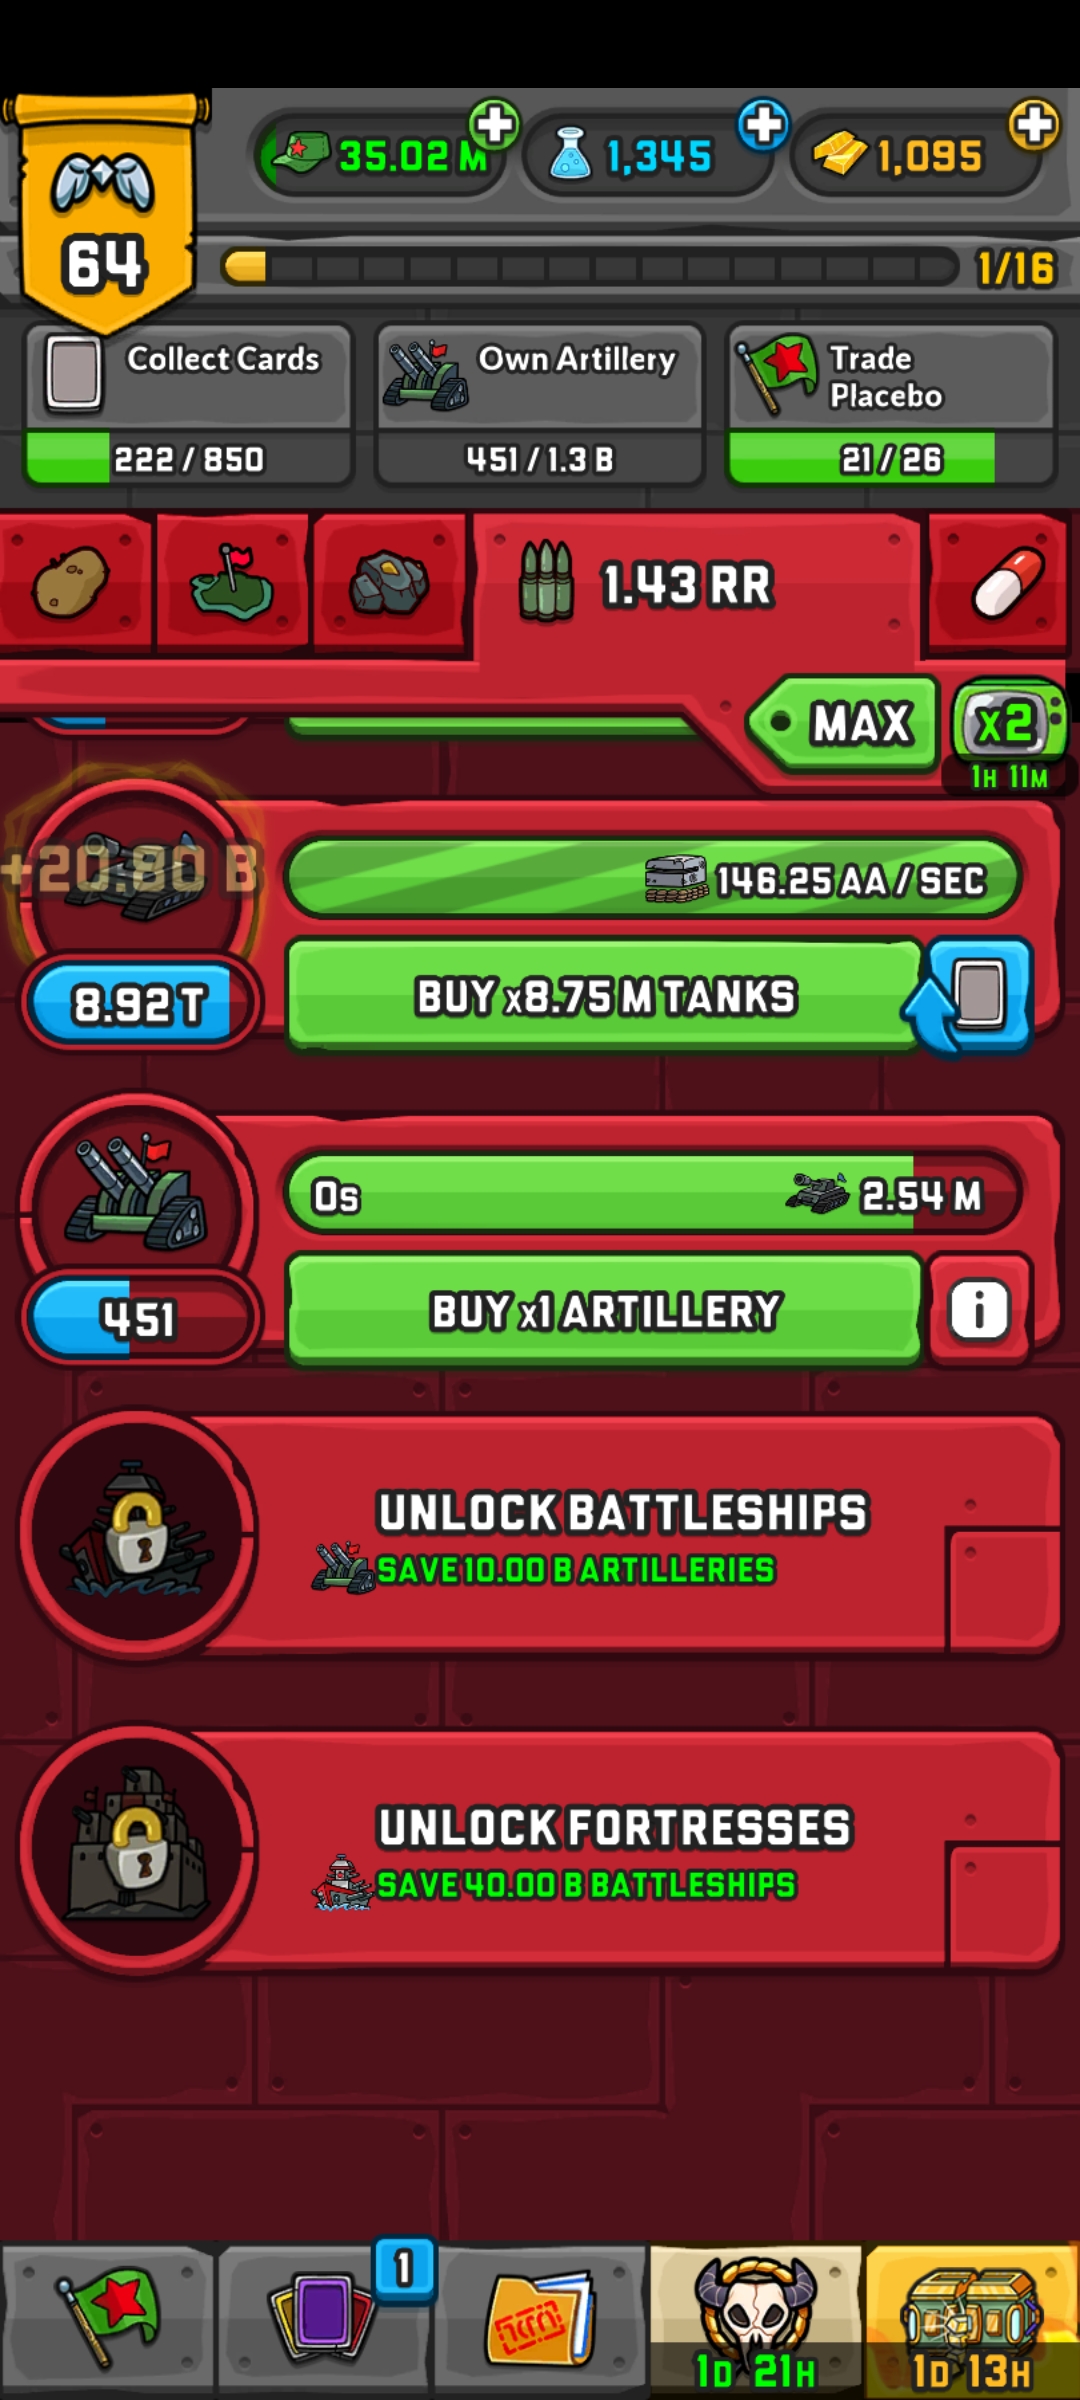 35.02 M
1,345
1,095
64
1/16
Collect Cards
222 / 850
Own Artillery
451 / 1.3 B
Trade
Placebo
21 / 26
1.43 RR
MAX
x2
1H 11M
+20.80 B
146.25 AA / SEC
8.92 T
BUY x8.75 M TANKS
0s
2.54 M
451
BUY x1 ARTILLERY
i
UNLOCK BATTLESHIPS
SAVE 10.00 B ARTILLERIES
UNLOCK FORTRESSES
SAVE 40.00 B BATTLESHIPS
1
1D 21H
1D 13H